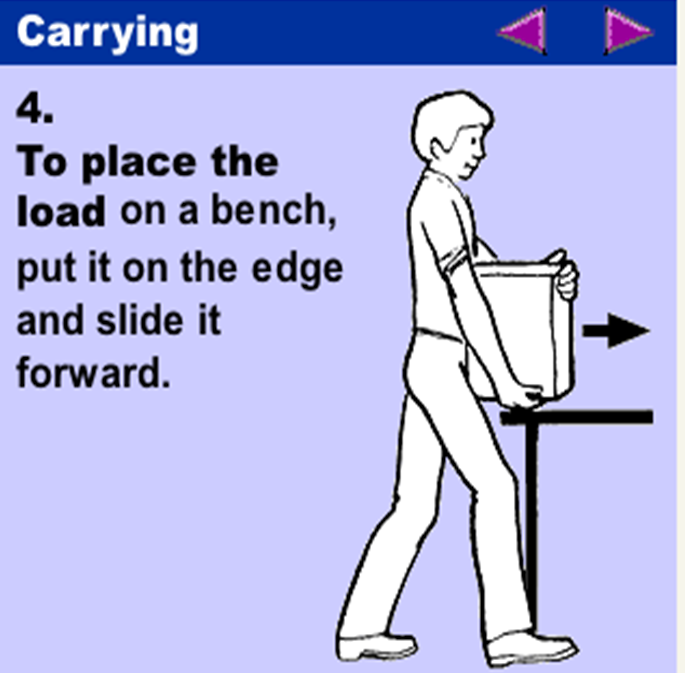 Carrying
4.
To place the
load on a bench,
put it on the edge
and slide it
forward.